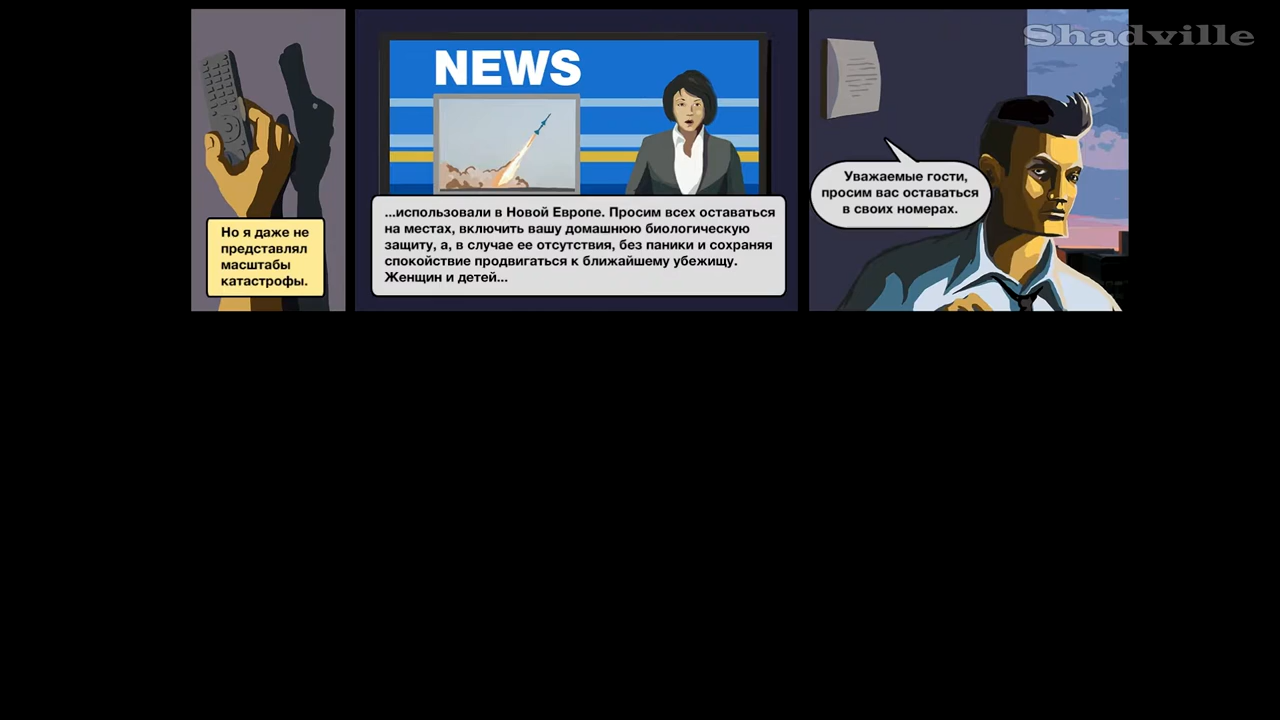 Shadville
Но я даже не
представлял
масштабы
катастрофы.
NEWS
...использовали в Новой Европе. Просим всех оставаться
на местах, включить вашу домашнюю биологическую
защиту, а, в случае ее отсутствия, без паники и сохраняя
спокойствие продвигаться к ближайшему убежищу.
Женщин и детей...
Уважаемые гости,
просим вас оставаться
в своих номерах.